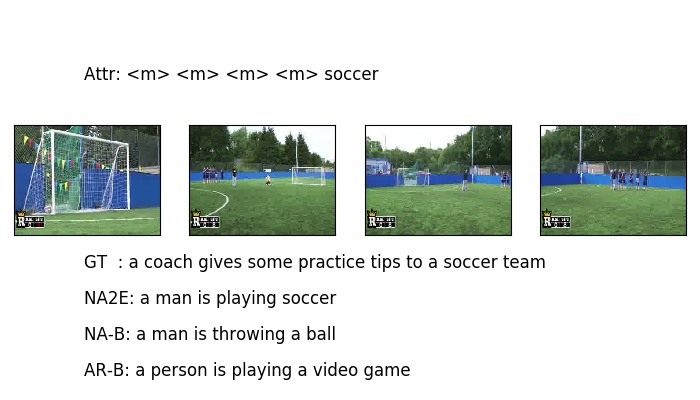 Attr: <m> <m> <m> <m> soccer
GT  : a coach gives some practice tips to a soccer team
NA2E: a man is playing soccer
NA-B: a man is throwing a ball
AR-B: a person is playing a video game